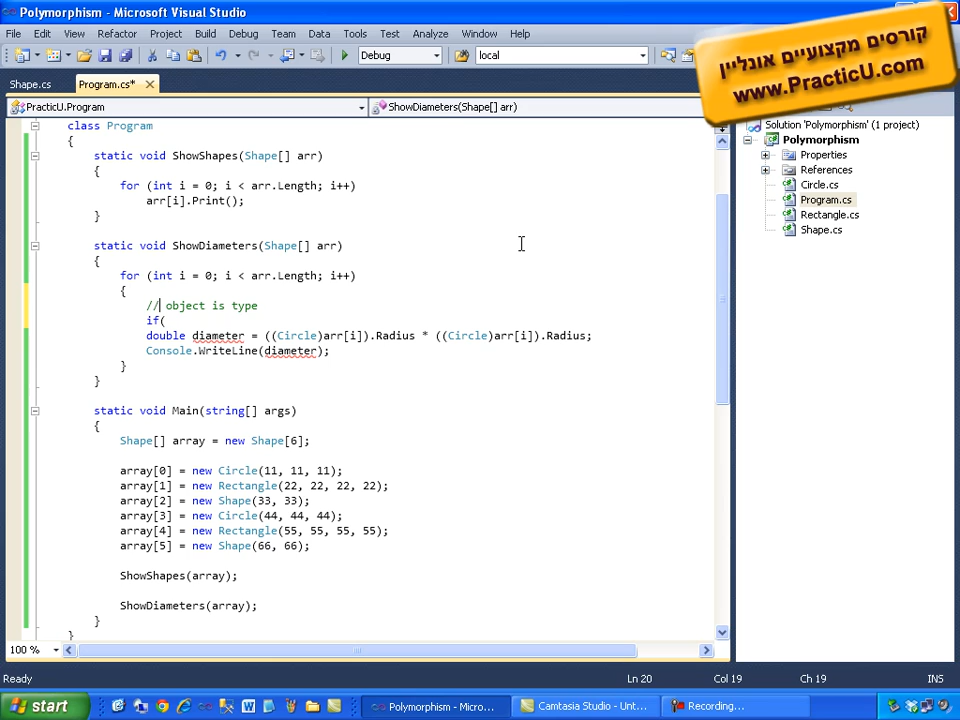 Polymorphism - Microsoft Visual Studio
File Edit View Refactor Project Build Debug Team Data Tools Test Analyze Window Help
Debug local
קורסים מקצועיים אונליין
www.PracticU.com
Shape.cs Program.cs*
PracticU.Program ShowDiameters(Shape[] arr)
Solution 'Polymorphism' (1 project)
Polymorphism
Properties
References
Circle.cs
Program.cs
Rectangle.cs
Shape.cs
class Program
{
static void ShowShapes(Shape[] arr)
{
for (int i = 0; i < arr.Length; i++)
arr[i].Print();
}
static void ShowDiameters(Shape[] arr)
{
for (int i = 0; i < arr.Length; i++)
{
// object is type
if(
double diameter = ((Circle)arr[i]).Radius * ((Circle)arr[i]).Radius;
Console.WriteLine(diameter);
}
}
static void Main(string[] args)
{
Shape[] array = new Shape[6];
array[0] = new Circle(11, 11, 11);
array[1] = new Rectangle(22, 22, 22, 22);
array[2] = new Shape(33, 33);
array[3] = new Circle(44, 44, 44);
array[4] = new Rectangle(55, 55, 55, 55);
array[5] = new Shape(66, 66);
ShowShapes(array);
ShowDiameters(array);
}
}
100 %
Ready Ln 20 Col 19 Ch 19 INS
start Polymorphism - Micro... Camtasia Studio - Unt... Recording...